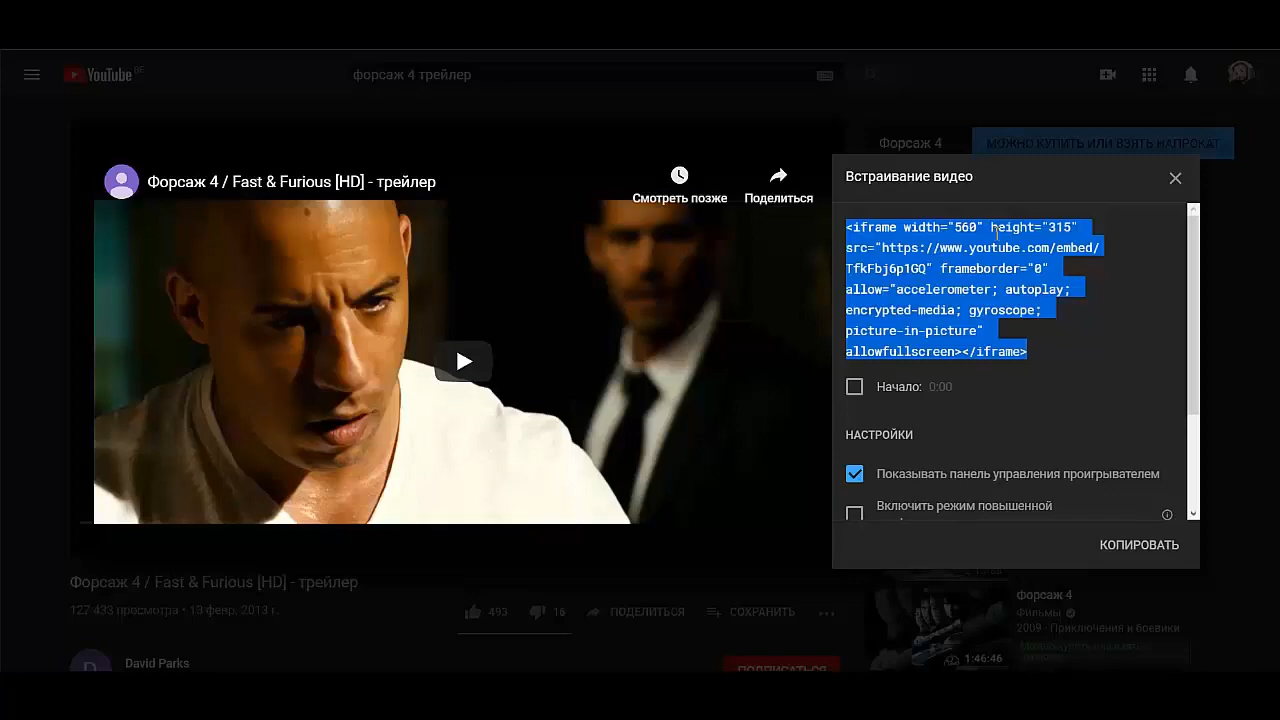 YouTube
форсаж 4 трейлер
Форсаж 4
МОЖНО КУПИТЬ ИЛИ ВЗЯТЬ НАПРОКАТ
Форсаж 4 / Fast & Furious [HD] - трейлер
Смотреть позже
Поделиться
Встраивание видео
<iframe width="560" height="315"
src="https://www.youtube.com/embed/
TfkFbj6p1GQ" frameborder="0"
allow="accelerometer; autoplay;
encrypted-media; gyroscope;
picture-in-picture"
allowfullscreen></iframe>
Начало: 0:00
НАСТРОЙКИ
Показывать панель управления проигрывателем
Включить режим повышенной
КОПИРОВАТЬ
Форсаж 4 / Fast & Furious [HD] - трейлер
127 433 просмотра • 13 февр. 2013 г.
493
16
ПОДЕЛИТЬСЯ
СОХРАНИТЬ
David Parks
ПОДПИСАТЬСЯ
Форсаж 4
Фильмы
2009 - Приключения и боевики
1:46:46